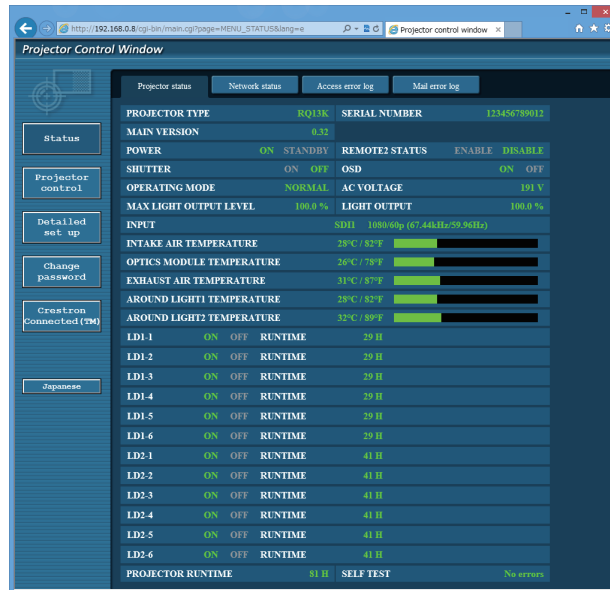 http://192.168.0.8/cgi-bin/main.cgi?page=MENU_STATUS&lang=e
Projector control window
Projector Control Window
Projector status Network status Access error log Mail error log
Status
Projector control
Detailed set up
Change password
Crestron Connected(TM)
Japanese
PROJECTOR TYPE RQ13K SERIAL NUMBER 123456789012
MAIN VERSION 0.32
POWER ON STANDBY REMOTE2 STATUS ENABLE DISABLE
SHUTTER ON OFF OSD ON OFF
OPERATING MODE NORMAL AC VOLTAGE 191 V
MAX LIGHT OUTPUT LEVEL 100.0 % LIGHT OUTPUT 100.0 %
INPUT SDI1 1080/60p (67.44kHz/59.96Hz)
INTAKE AIR TEMPERATURE 28°C / 82°F
OPTICS MODULE TEMPERATURE 26°C / 78°F
EXHAUST AIR TEMPERATURE 31°C / 87°F
AROUND LIGHT1 TEMPERATURE 28°C / 82°F
AROUND LIGHT2 TEMPERATURE 32°C / 89°F
LD1-1 ON OFF RUNTIME 29 H
LD1-2 ON OFF RUNTIME 29 H
LD1-3 ON OFF RUNTIME 29 H
LD1-4 ON OFF RUNTIME 29 H
LD1-5 ON OFF RUNTIME 29 H
LD1-6 ON OFF RUNTIME 29 H
LD2-1 ON OFF RUNTIME 41 H
LD2-2 ON OFF RUNTIME 41 H
LD2-3 ON OFF RUNTIME 41 H
LD2-4 ON OFF RUNTIME 41 H
LD2-5 ON OFF RUNTIME 41 H
LD2-6 ON OFF RUNTIME 41 H
PROJECTOR RUNTIME 81 H SELF TEST No errors